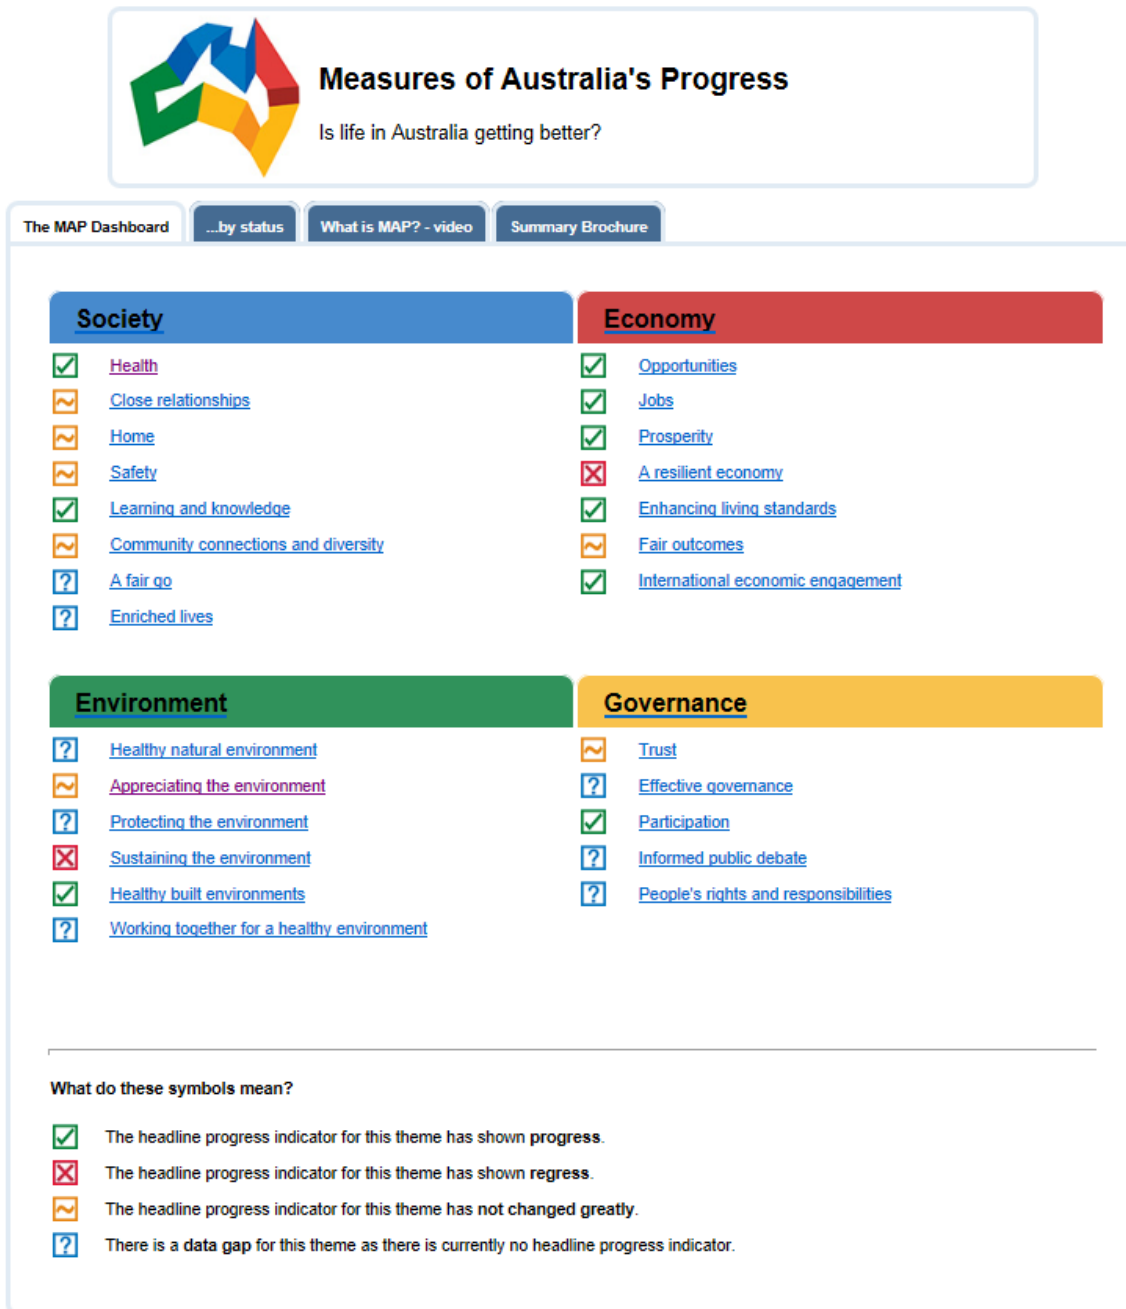 Measures of Australia's Progress
Is life in Australia getting better?
The MAP Dashboard
...by status
What is MAP? - video
Summary Brochure
Society
Health
Close relationships
Home
Safety
Learning and knowledge
Community connections and diversity
A fair go
Enriched lives
Economy
Opportunities
Jobs
Prosperity
A resilient economy
Enhancing living standards
Fair outcomes
International economic engagement
Environment
Healthy natural environment
Appreciating the environment
Protecting the environment
Sustaining the environment
Healthy built environments
Working together for a healthy environment
Governance
Trust
Effective governance
Participation
Informed public debate
People's rights and responsibilities
What do these symbols mean?
The headline progress indicator for this theme has shown progress.
The headline progress indicator for this theme has shown regress.
The headline progress indicator for this theme has not changed greatly.
There is a data gap for this theme as there is currently no headline progress indicator.